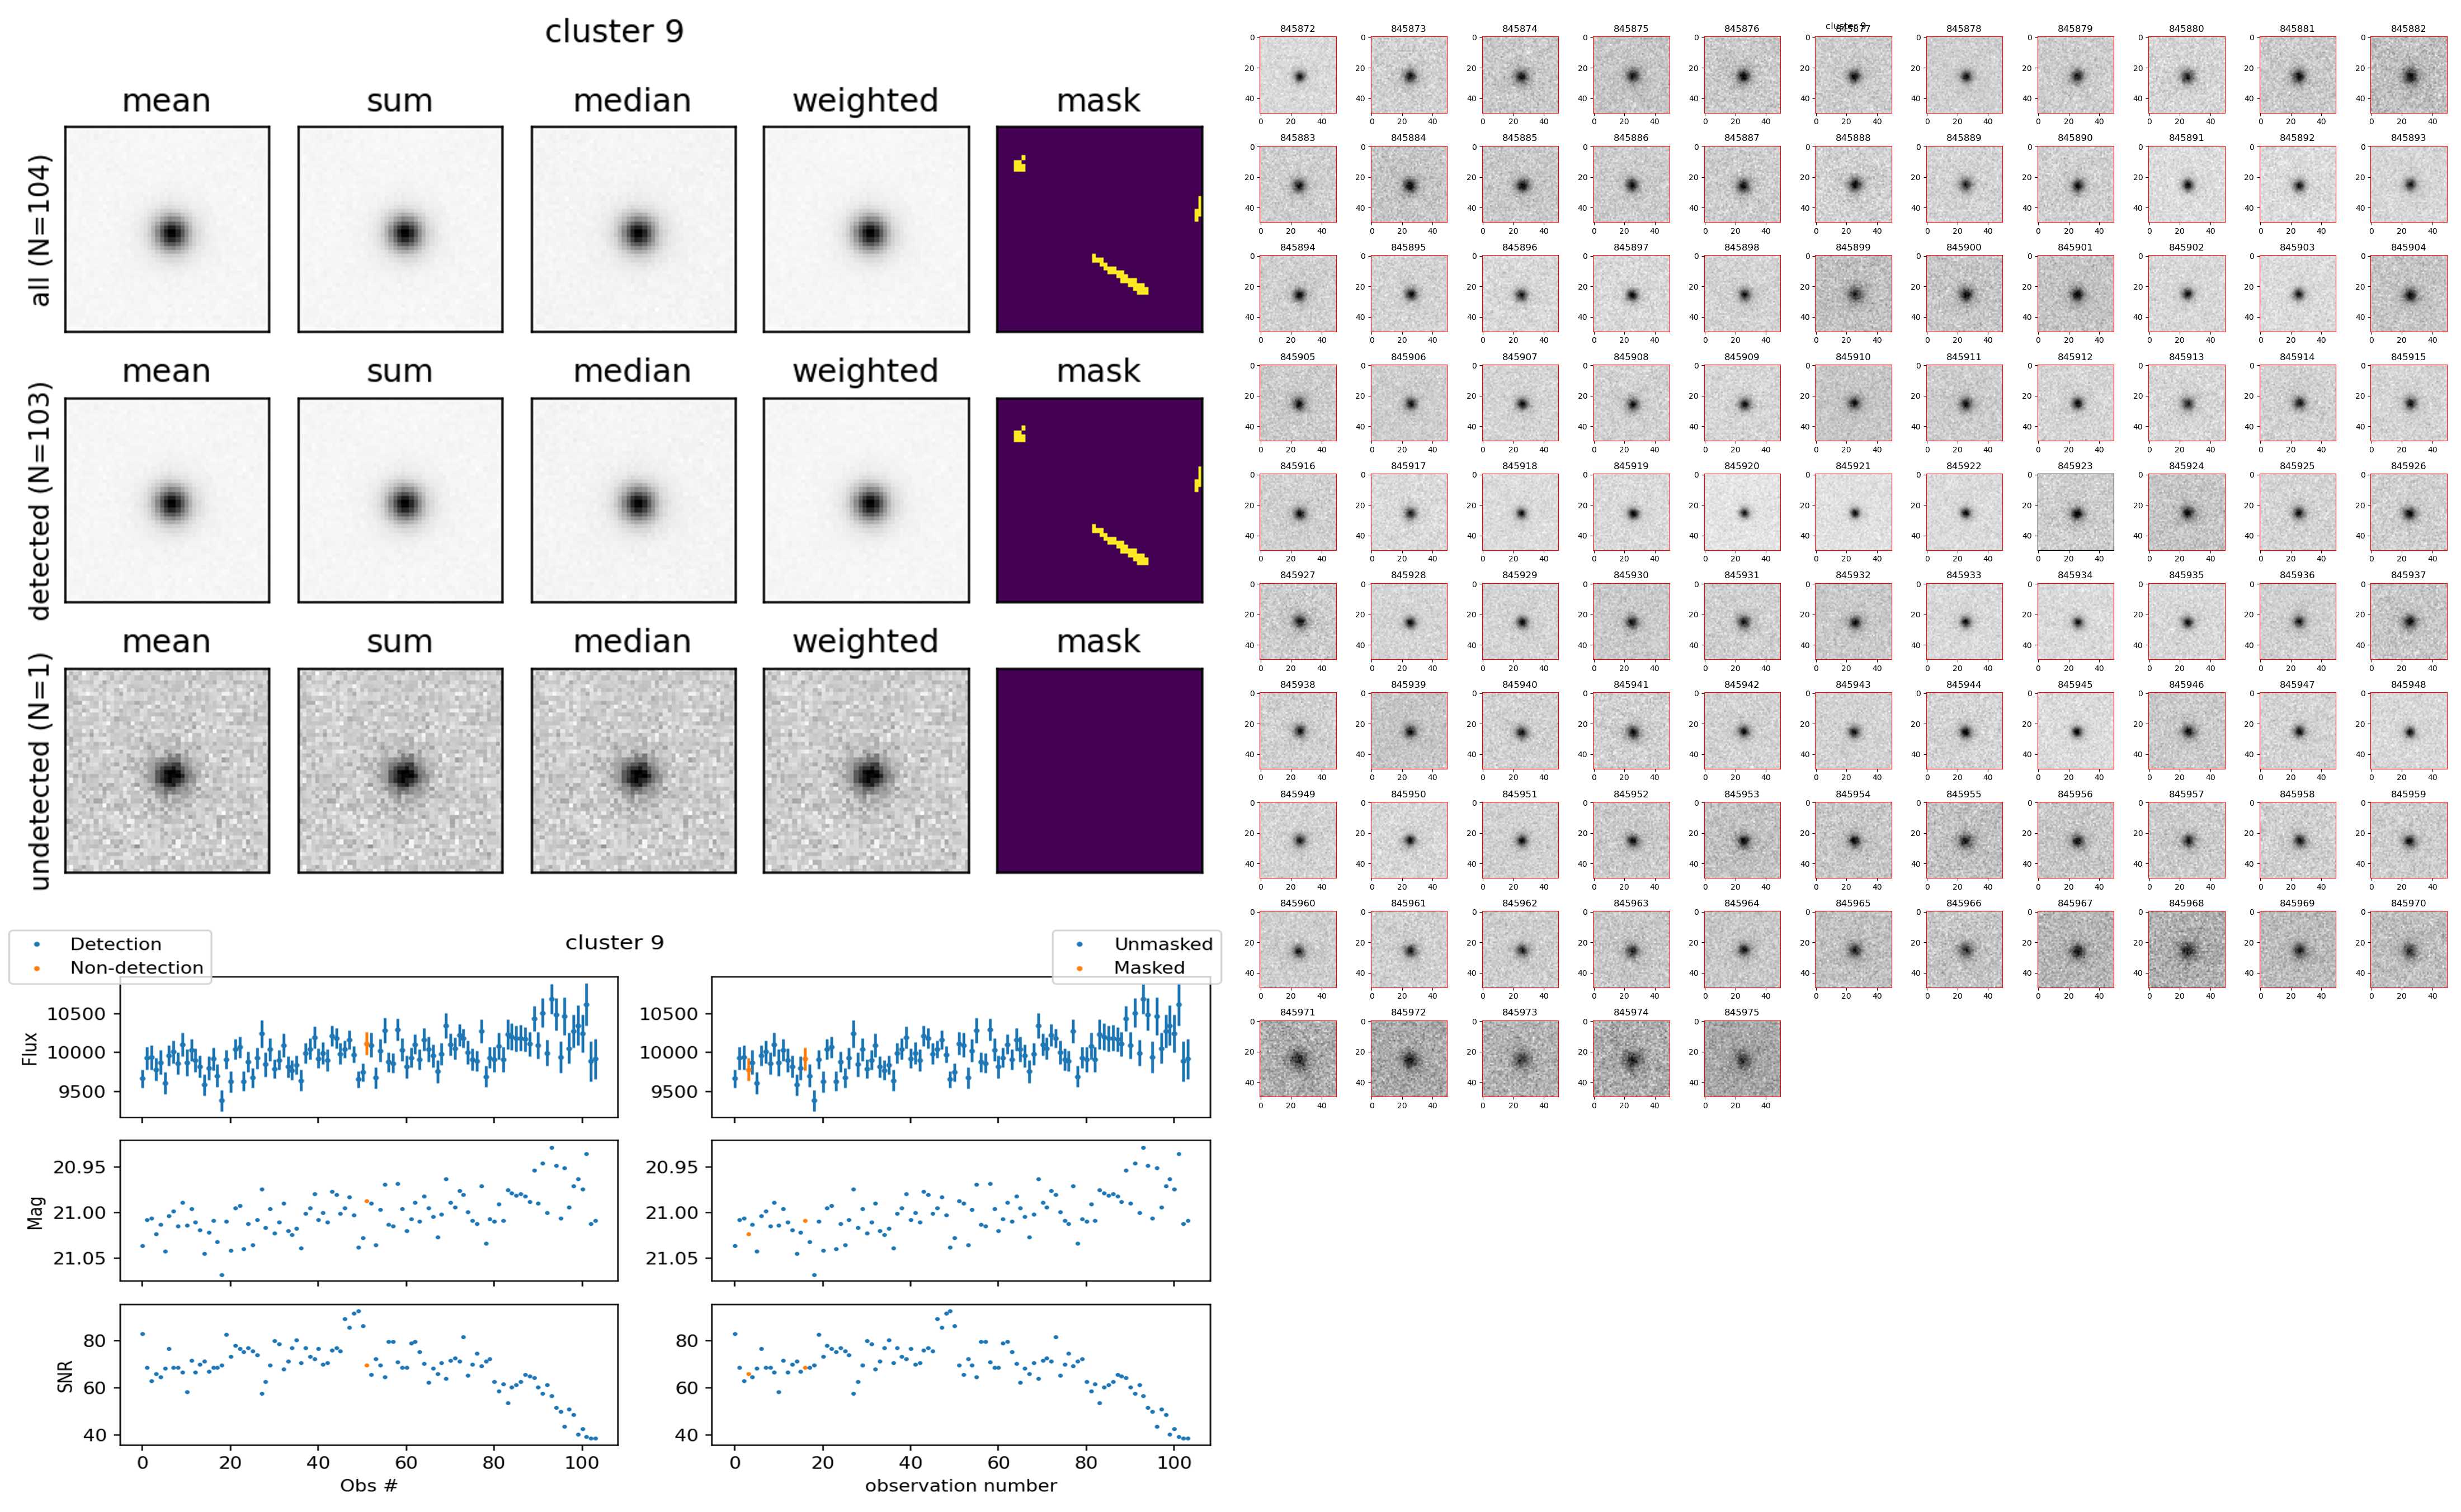 cluster 9
mean sum median weighted mask
all (N=104)
mean sum median weighted mask
detected (N=103)
mean sum median weighted mask
undetected (N=1)
Detection
Non-detection
cluster 9
Unmasked
Masked
Flux
10500
10000
9500
10500
10000
9500
Mag
20.95
21.00
21.05
20.95
21.00
21.05
SNR
80
60
40
80
60
40
0 20 40 60 80 100
Obs #
0 20 40 60 80 100
observation number
cluster 9
845872 845873 845874 845875 845876 845877 845878 845879 845880 845881 845882
845883 845884 845885 845886 845887 845888 845889 845890 845891 845892 845893
845894 845895 845896 845897 845898 845899 845900 845901 845902 845903 845904
845905 845906 845907 845908 845909 845910 845911 845912 845913 845914 845915
845916 845917 845918 845919 845920 845921 845922 845923 845924 845925 845926
845927 845928 845929 845930 845931 845932 845933 845934 845935 845936 845937
845938 845939 845940 845941 845942 845943 845944 845945 845946 845947 845948
845949 845950 845951 845952 845953 845954 845955 845956 845957 845958 845959
845960 845961 845962 845963 845964 845965 845966 845967 845968 845969 845970
845971 845972 845973 845974 845975